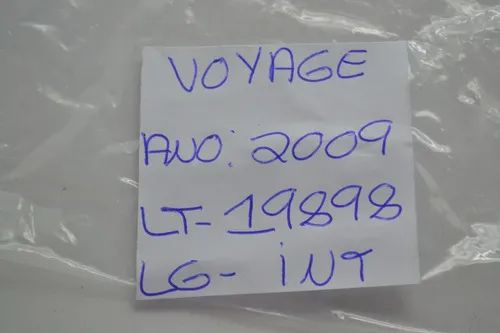 VOYAGE
ANO: 2009
LT-19898
LG- INT